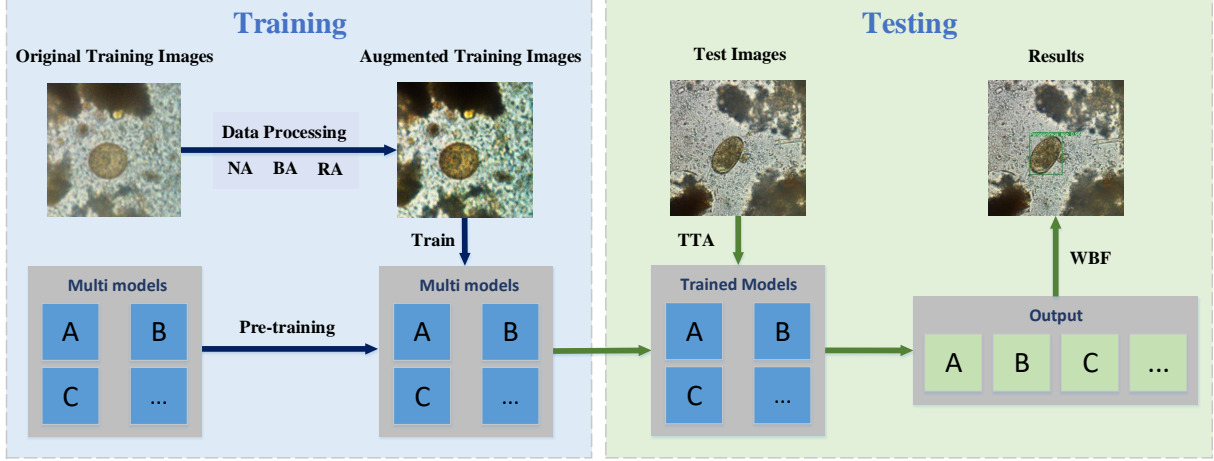 Training
Original Training Images
Augmented Training Images
Data Processing
NA BA RA
Train
Multi models
A B
C ...
Pre-training
Multi models
A B
C ...
Testing
Test Images
Results
TTA
WBF
Trained Models
A B
C ...
Output
A B C ...